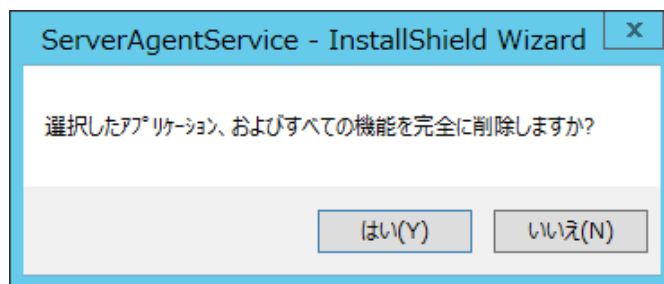 ServerAgentService - InstallShield Wizard x
選択したｱﾌﾟﾘｹｰｼｮﾝ、およびすべての機能を完全に削除しますか?
はい(Y) いいえ(N)